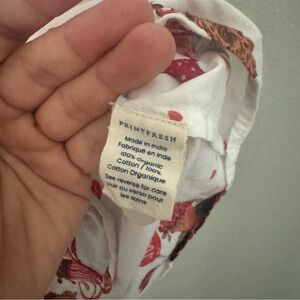 PRINTFRESH
Made in India
Fabriqué en Inde
100% Organic
Cotton / 100%
Coton Organique
See reverse for care
voir au verso pour
les soins